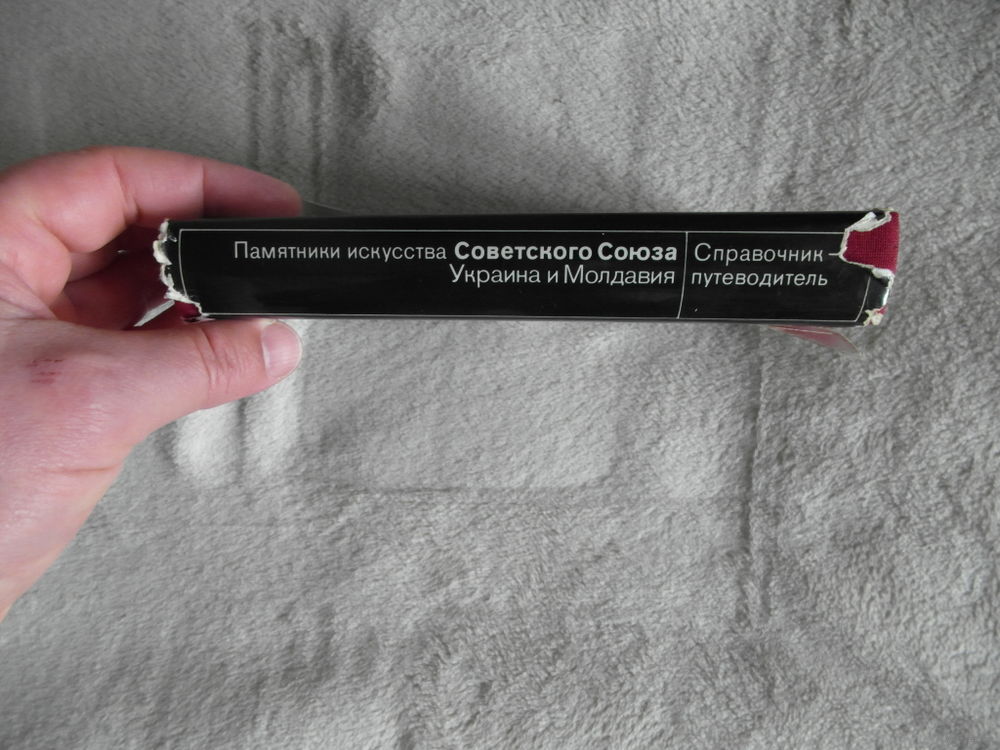 Памятники искусства Советского Союза
Украина и Молдавия
Справочник-
путеводитель